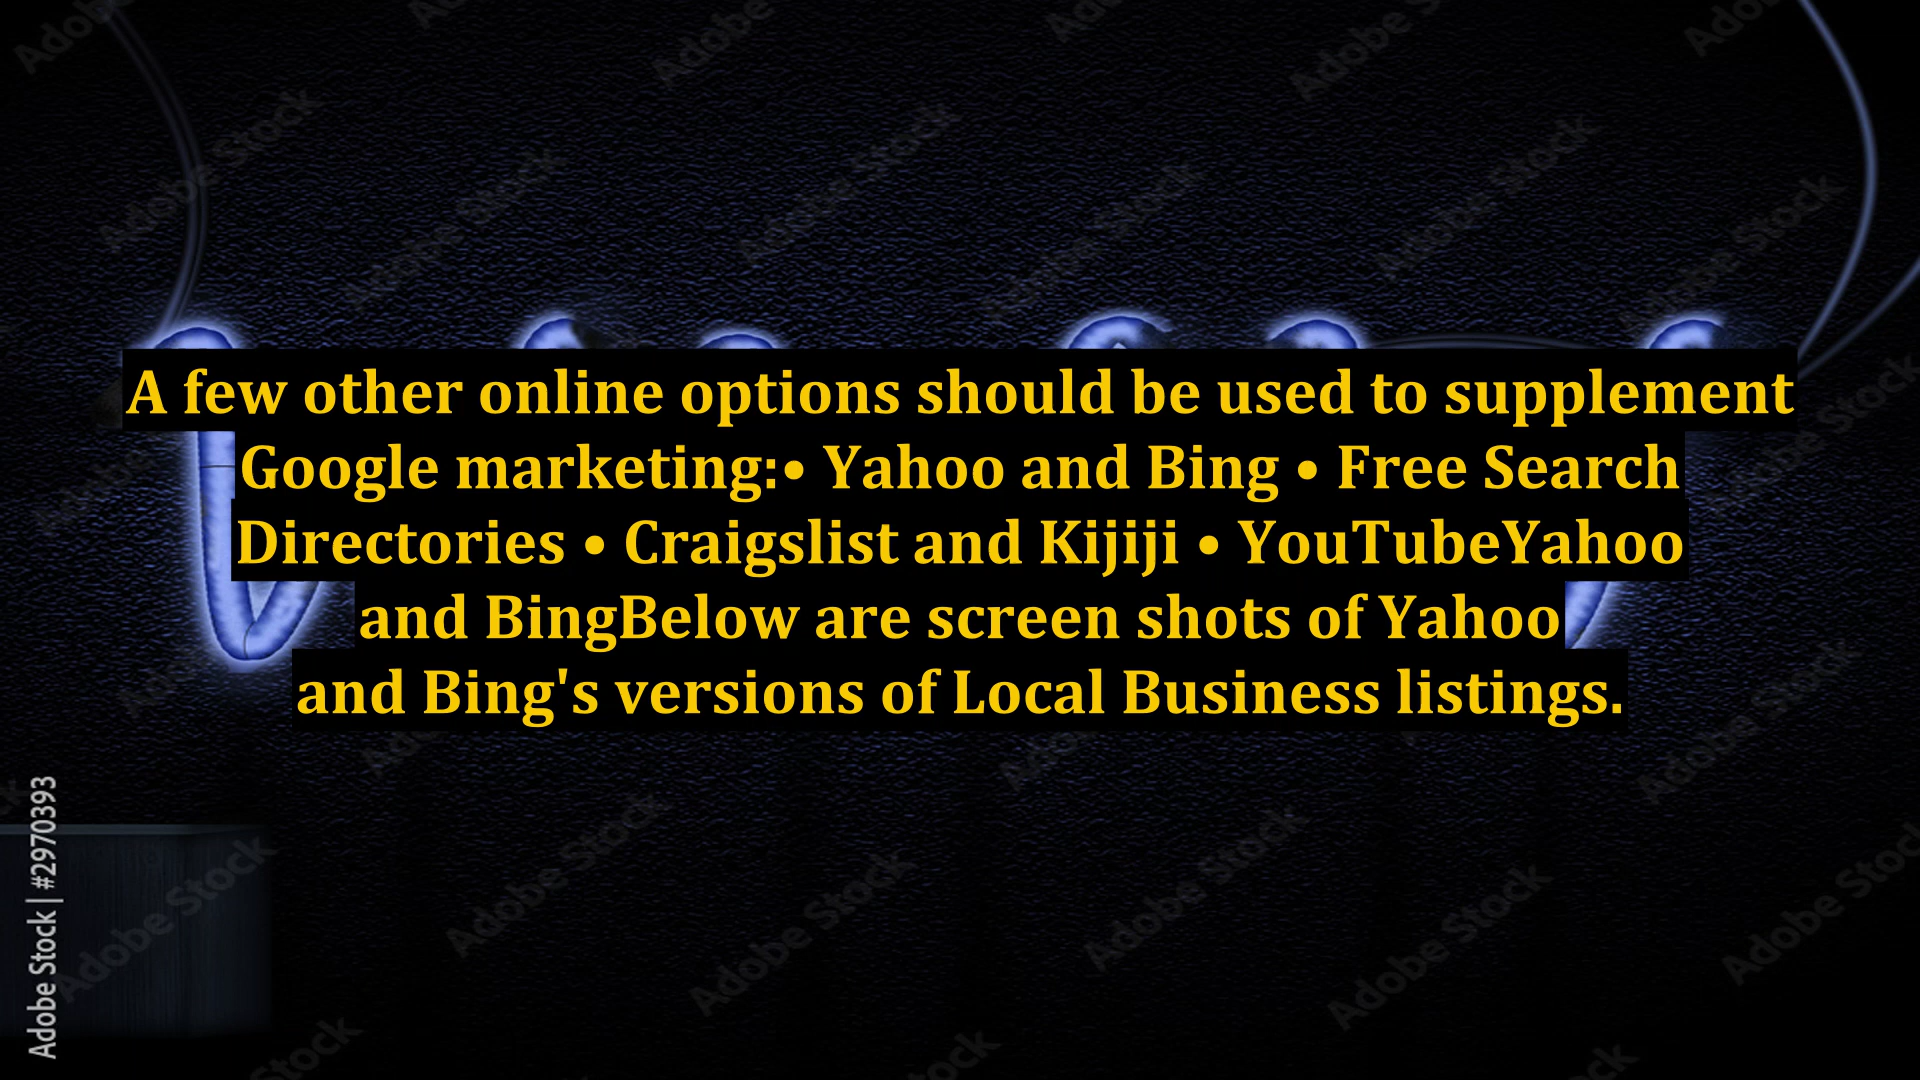 A few other online options should be used to supplement
Google marketing:• Yahoo and Bing • Free Search
Directories • Craigslist and Kijiji • YouTubeYahoo
and BingBelow are screen shots of Yahoo
and Bing's versions of Local Business listings.
Adobe Stock | #2970393